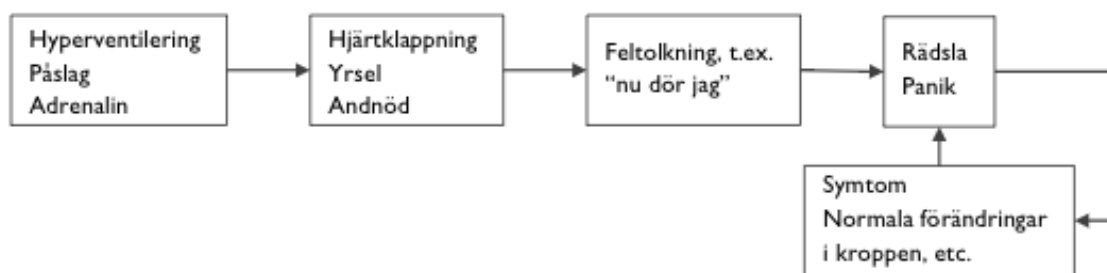 Hyperventilering
Påslag
Adrenalin
Hjärtklappning
Yrsel
Andnöd
Feltolkning, t.ex.
“nu dör jag”
Rädsla
Panik
Symtom
Normala förändringar
i kroppen, etc.